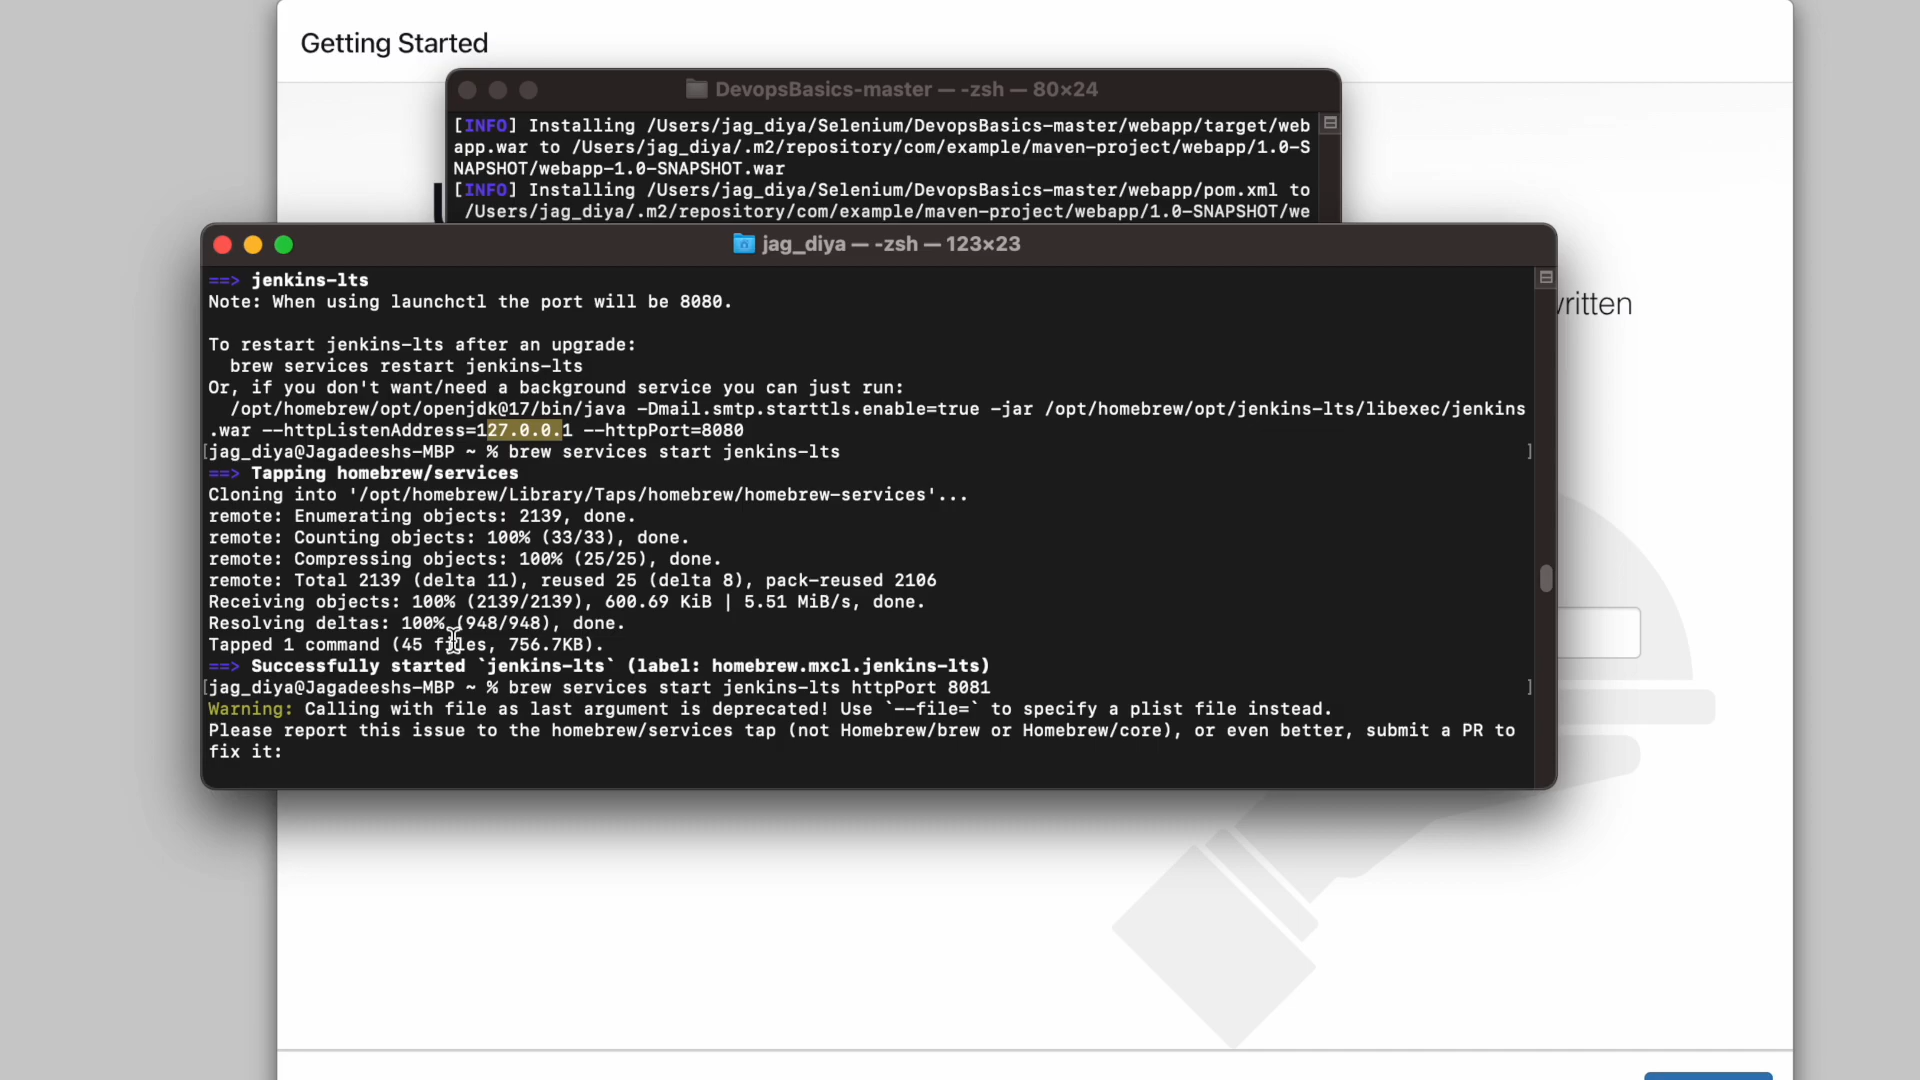 Getting Started
DevopsBasics-master — -zsh — 80×24
[INFO] Installing /Users/jag_diya/Selenium/DevopsBasics-master/webapp/target/web
app.war to /Users/jag_diya/.m2/repository/com/example/maven-project/webapp/1.0-S
NAPSHOT/webapp-1.0-SNAPSHOT.war
[INFO] Installing /Users/jag_diya/Selenium/DevopsBasics-master/webapp/pom.xml to
/Users/jag_diya/.m2/repository/com/example/maven-project/webapp/1.0-SNAPSHOT/we
jag_diya — -zsh — 123×23
==> jenkins-lts
Note: When using launchctl the port will be 8080.
To restart jenkins-lts after an upgrade:
brew services restart jenkins-lts
Or, if you don't want/need a background service you can just run:
/opt/homebrew/opt/openjdk@17/bin/java -Dmail.smtp.starttls.enable=true -jar /opt/homebrew/opt/jenkins-lts/libexec/jenkins
.war --httpListenAddress=127.0.0.1 --httpPort=8080
[jag_diya@Jagadeeshs-MBP ~ % brew services start jenkins-lts ]
==> Tapping homebrew/services
Cloning into '/opt/homebrew/Library/Taps/homebrew/homebrew-services'...
remote: Enumerating objects: 2139, done.
remote: Counting objects: 100% (33/33), done.
remote: Compressing objects: 100% (25/25), done.
remote: Total 2139 (delta 11), reused 25 (delta 8), pack-reused 2106
Receiving objects: 100% (2139/2139), 600.69 KiB | 5.51 MiB/s, done.
Resolving deltas: 100% (948/948), done.
Tapped 1 command (45 files, 756.7KB).
==> Successfully started `jenkins-lts` (label: homebrew.mxcl.jenkins-lts)
[jag_diya@Jagadeeshs-MBP ~ % brew services start jenkins-lts httpPort 8081 ]
Warning: Calling with file as last argument is deprecated! Use `--file=` to specify a plist file instead.
Please report this issue to the homebrew/services tap (not Homebrew/brew or Homebrew/core), or even better, submit a PR to
fix it: